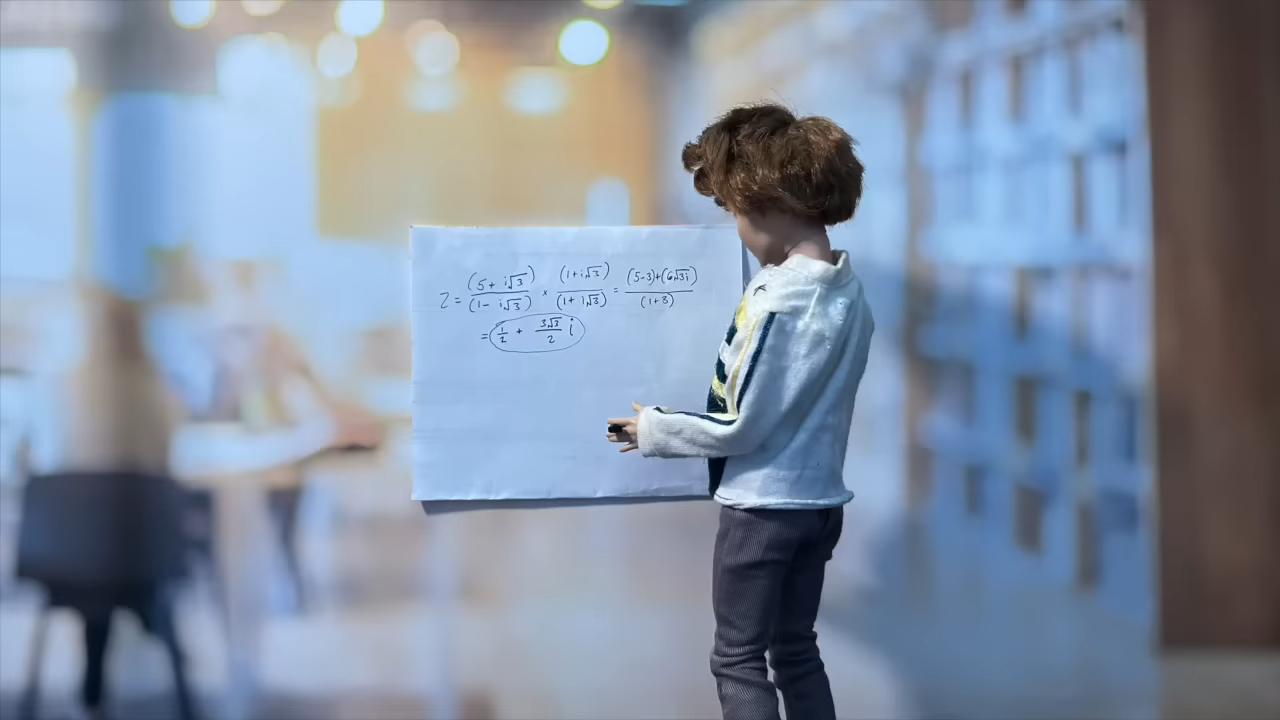 Z = (5 + i√3)/(1 - i√3) × (1 + i√3)/(1 + i√3) = (5-3)+(6√3i)/(1+3)
= 1/2 + 3√3/2 i